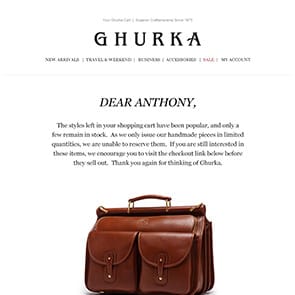 Your Ghurka Cart | Superior Craftsmanship Since 1975
GHURKA
NEW ARRIVALS | TRAVEL & WEEKEND | BUSINESS | ACCESSORIES | SALE | MY ACCOUNT
DEAR ANTHONY,
The styles left in your shopping cart have been popular, and only a
few remain in stock. As we only issue our handmade pieces in limited
quantities, we are unable to reserve them. If you are still interested in
these items, we encourage you to visit the checkout link below before
they sell out. Thank you again for thinking of Ghurka.